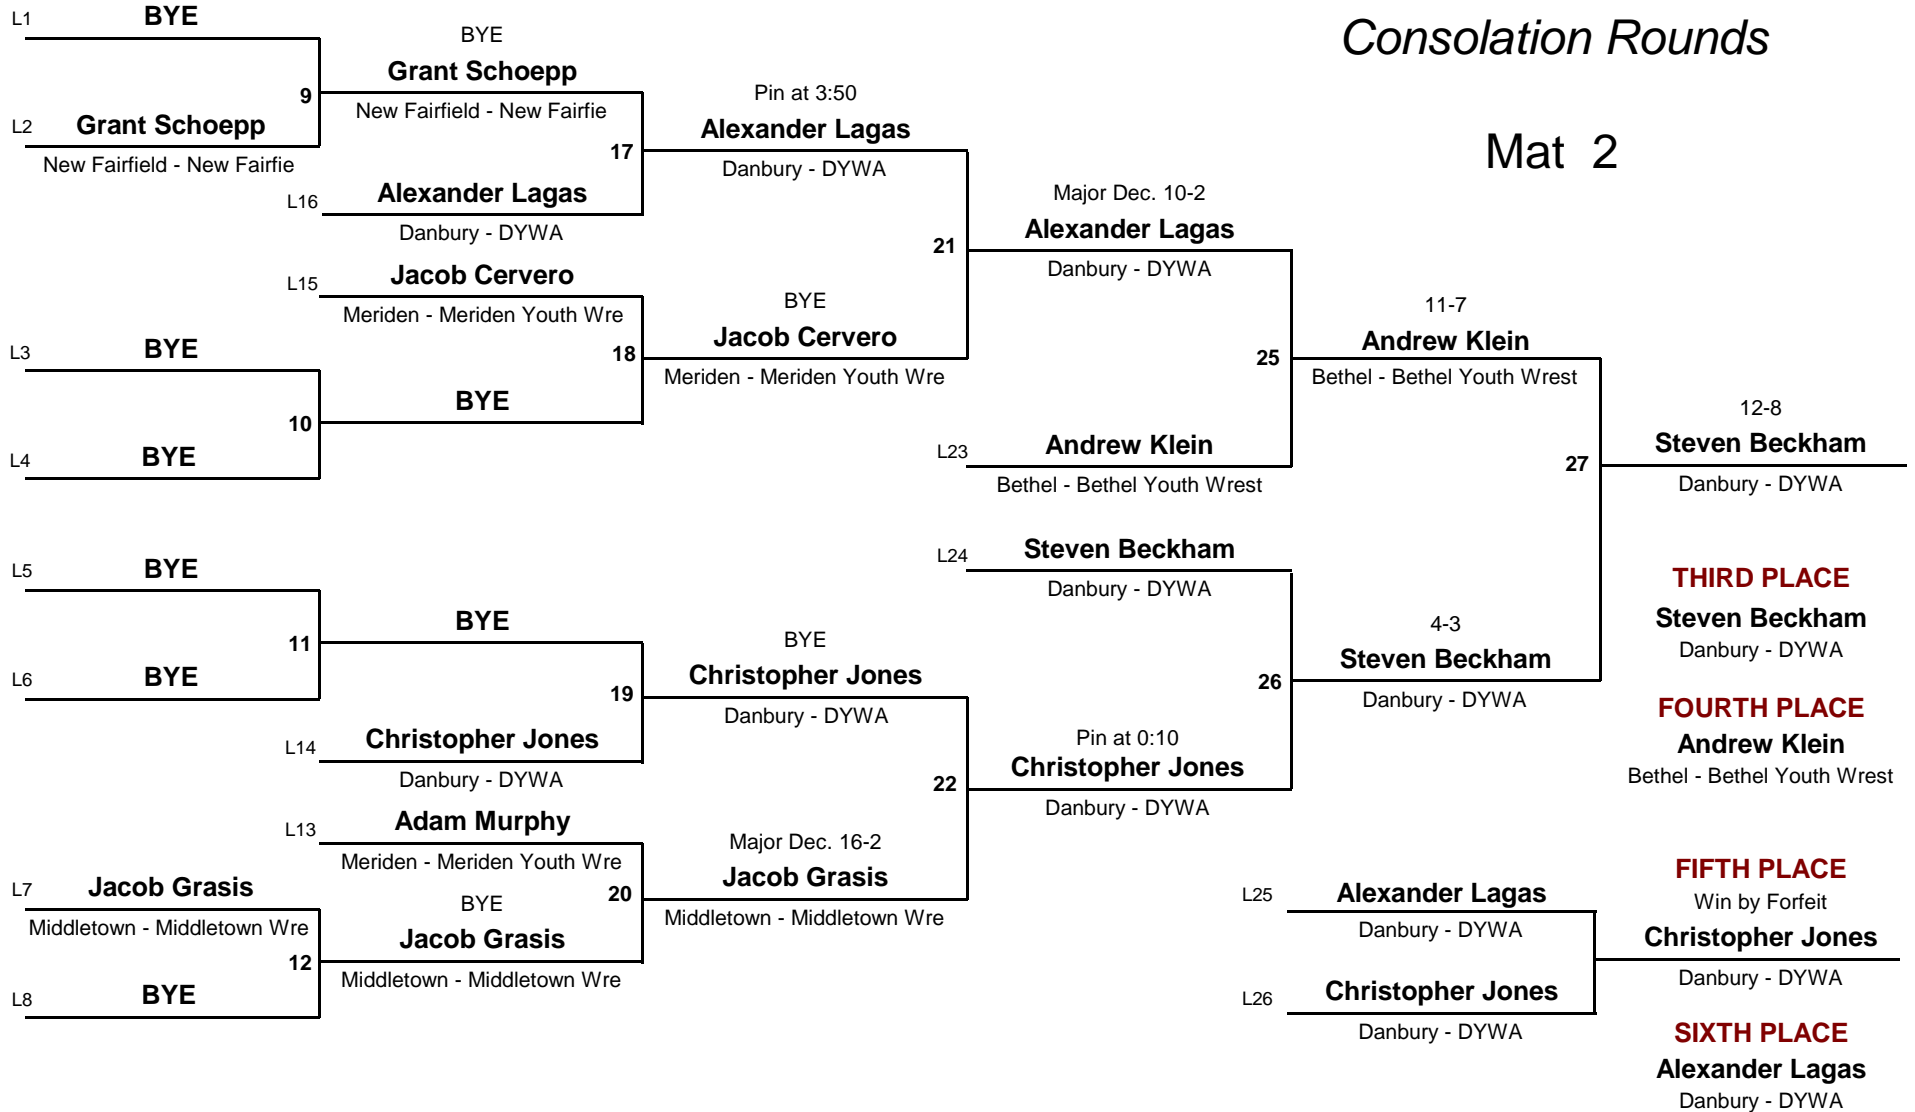 Consolation Rounds
Mat 2
L1
BYE
9
L2
Grant Schoepp
New Fairfield - New Fairfie
BYE
Grant Schoepp
New Fairfield - New Fairfie
17
L16
Alexander Lagas
Danbury - DYWA
L15
Jacob Cervero
Meriden - Meriden Youth Wre
18
L3
BYE
10
BYE
L4
BYE
Pin at 3:50
Alexander Lagas
Danbury - DYWA
21
BYE
Jacob Cervero
Meriden - Meriden Youth Wre
Major Dec. 10-2
Alexander Lagas
Danbury - DYWA
25
L23
Andrew Klein
Bethel - Bethel Youth Wrest
11-7
Andrew Klein
Bethel - Bethel Youth Wrest
27
12-8
Steven Beckham
Danbury - DYWA
L5
BYE
11
BYE
L6
BYE
19
L14
Christopher Jones
Danbury - DYWA
L13
Adam Murphy
Meriden - Meriden Youth Wre
20
L7
Jacob Grasis
Middletown - Middletown Wre
12
BYE
Jacob Grasis
Middletown - Middletown Wre
L8
BYE
BYE
Christopher Jones
Danbury - DYWA
22
Major Dec. 16-2
Jacob Grasis
Middletown - Middletown Wre
L24
Steven Beckham
Danbury - DYWA
26
Pin at 0:10
Christopher Jones
Danbury - DYWA
4-3
Steven Beckham
Danbury - DYWA
THIRD PLACE
Steven Beckham
Danbury - DYWA
FOURTH PLACE
Andrew Klein
Bethel - Bethel Youth Wrest
L25
Alexander Lagas
Danbury - DYWA
L26
Christopher Jones
Danbury - DYWA
FIFTH PLACE
Win by Forfeit
Christopher Jones
Danbury - DYWA
SIXTH PLACE
Alexander Lagas
Danbury - DYWA